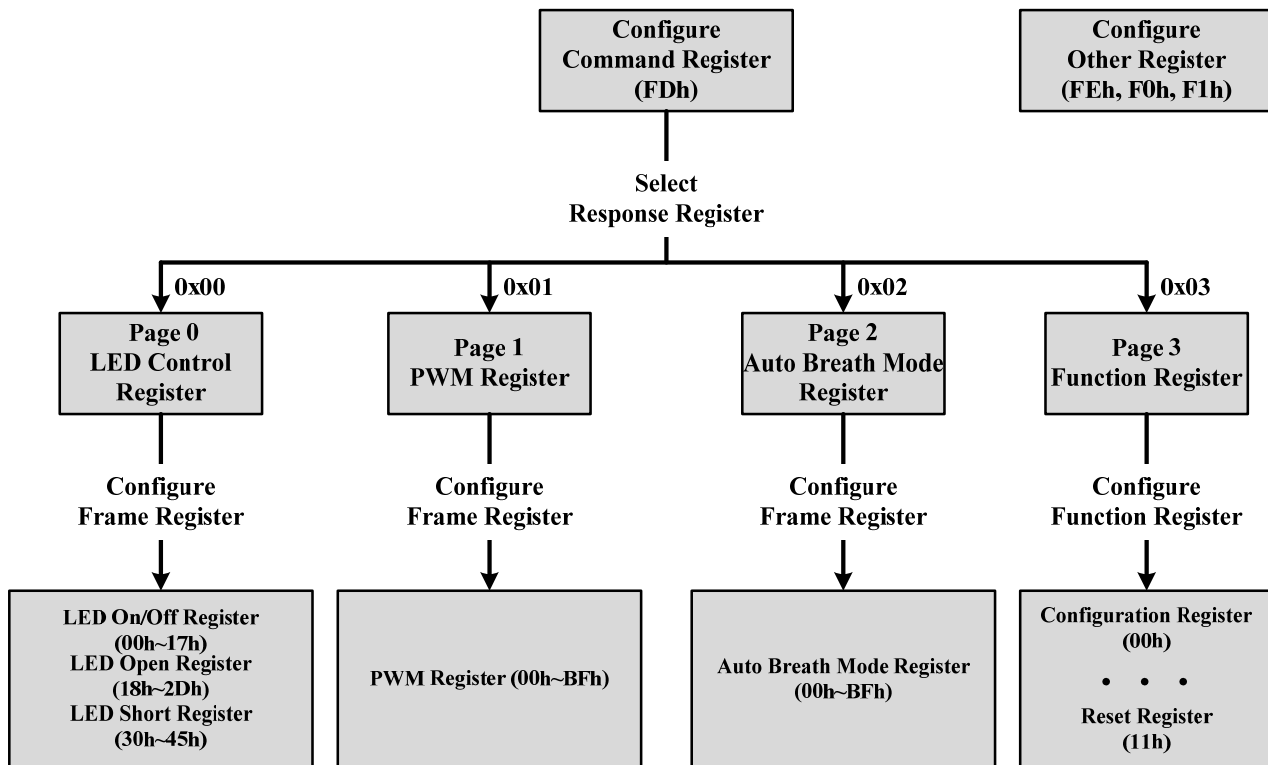 Configure
Command Register
(FDh)
Configure
Other Register
(FEh, F0h, F1h)
Select
Response Register
0x00
0x01
0x02
0x03
Page 0
LED Control
Register
Page 1
PWM Register
Page 2
Auto Breath Mode
Register
Page 3
Function Register
Configure
Frame Register
Configure
Frame Register
Configure
Frame Register
Configure
Function Register
LED On/Off Register
(00h~17h)
LED Open Register
(18h~2Dh)
LED Short Register
(30h~45h)
PWM Register (00h~BFh)
Auto Breath Mode Register
(00h~BFh)
Configuration Register
(00h)
• • •
Reset Register
(11h)